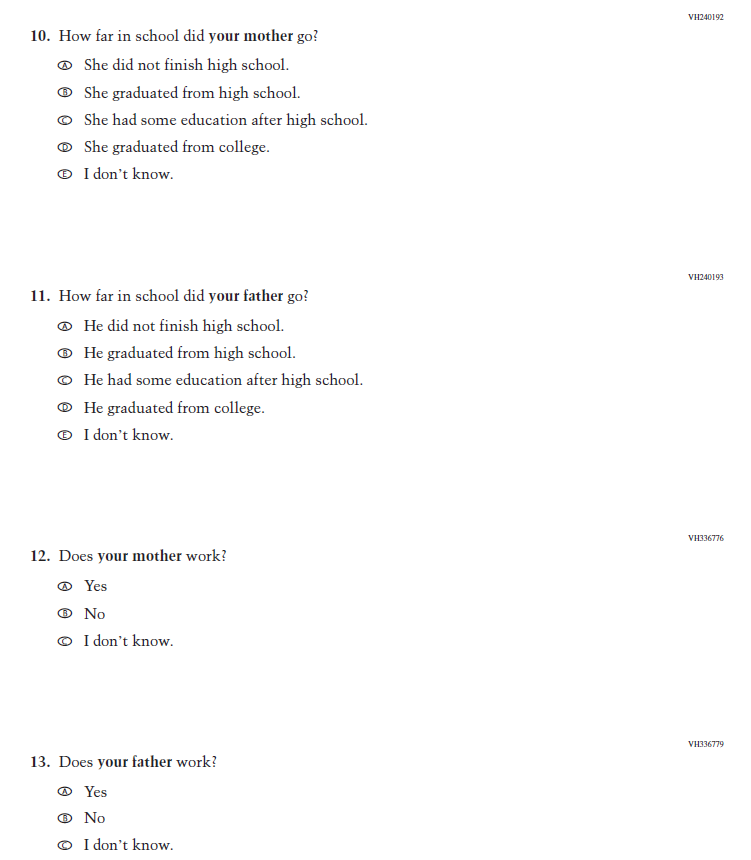 VH240192
10. How far in school did your mother go?
A She did not finish high school.
B She graduated from high school.
C She had some education after high school.
D She graduated from college.
E I don't know.
VH240193
11. How far in school did your father go?
A He did not finish high school.
B He graduated from high school.
C He had some education after high school.
D He graduated from college.
E I don't know.
VH336776
12. Does your mother work?
A Yes
B No
C I don't know.
VH336779
13. Does your father work?
A Yes
B No
C I don't know.